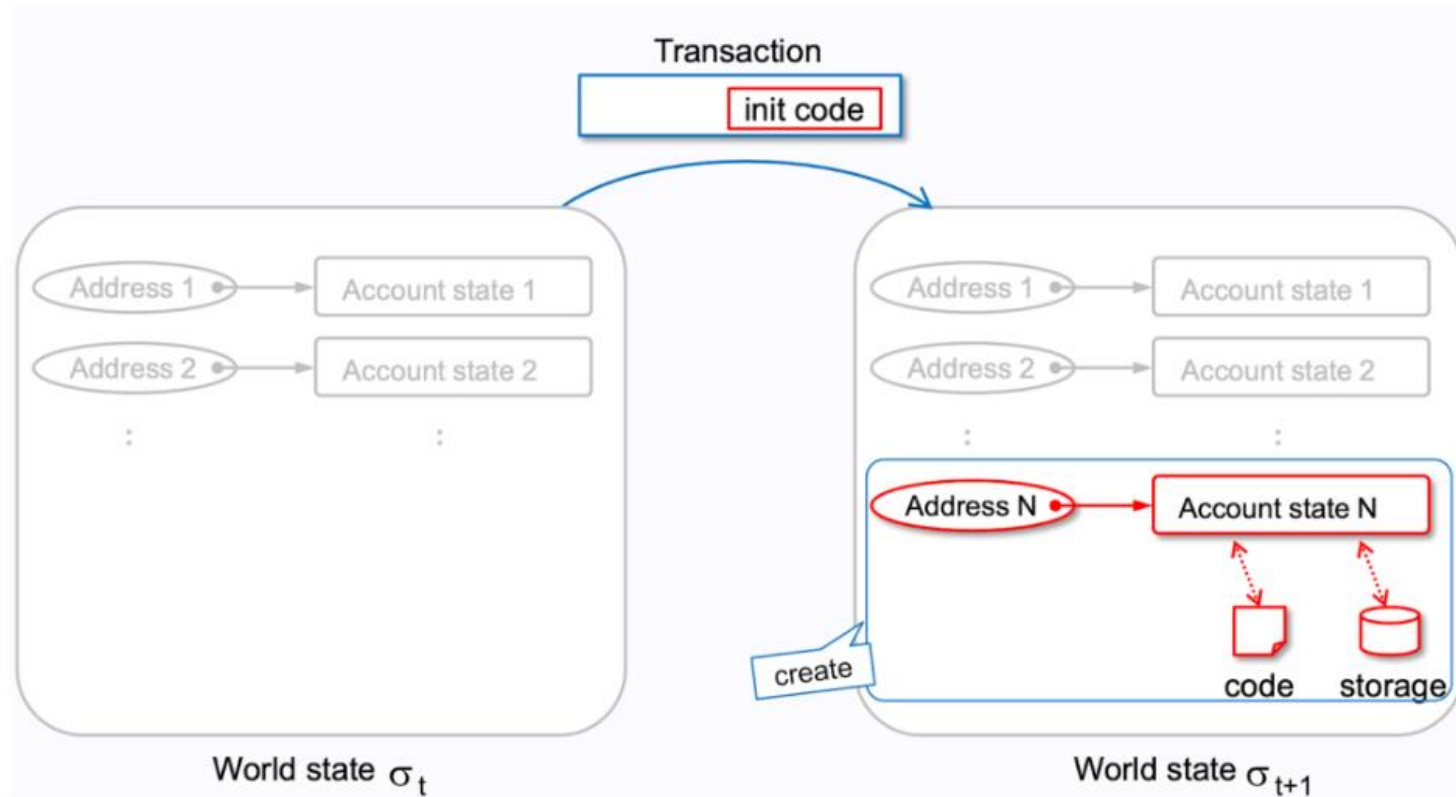 Transaction
init code
Address 1
Account state 1
Address 2
Account state 2
:
:
World state σt
Address 1
Account state 1
Address 2
Account state 2
:
:
Address N
Account state N
create
code
storage
World state σt+1